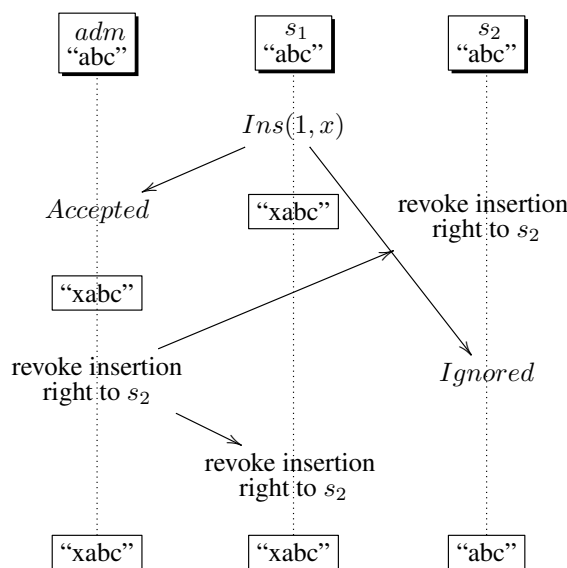 adm
“abc”
s₁
“abc”
s₂
“abc”
Ins(1, x)
Accepted
“xabc”
revoke insertion
right to s₂
“xabc”
revoke insertion
right to s₂
Ignored
revoke insertion
right to s₂
“xabc”
“xabc”
“abc”